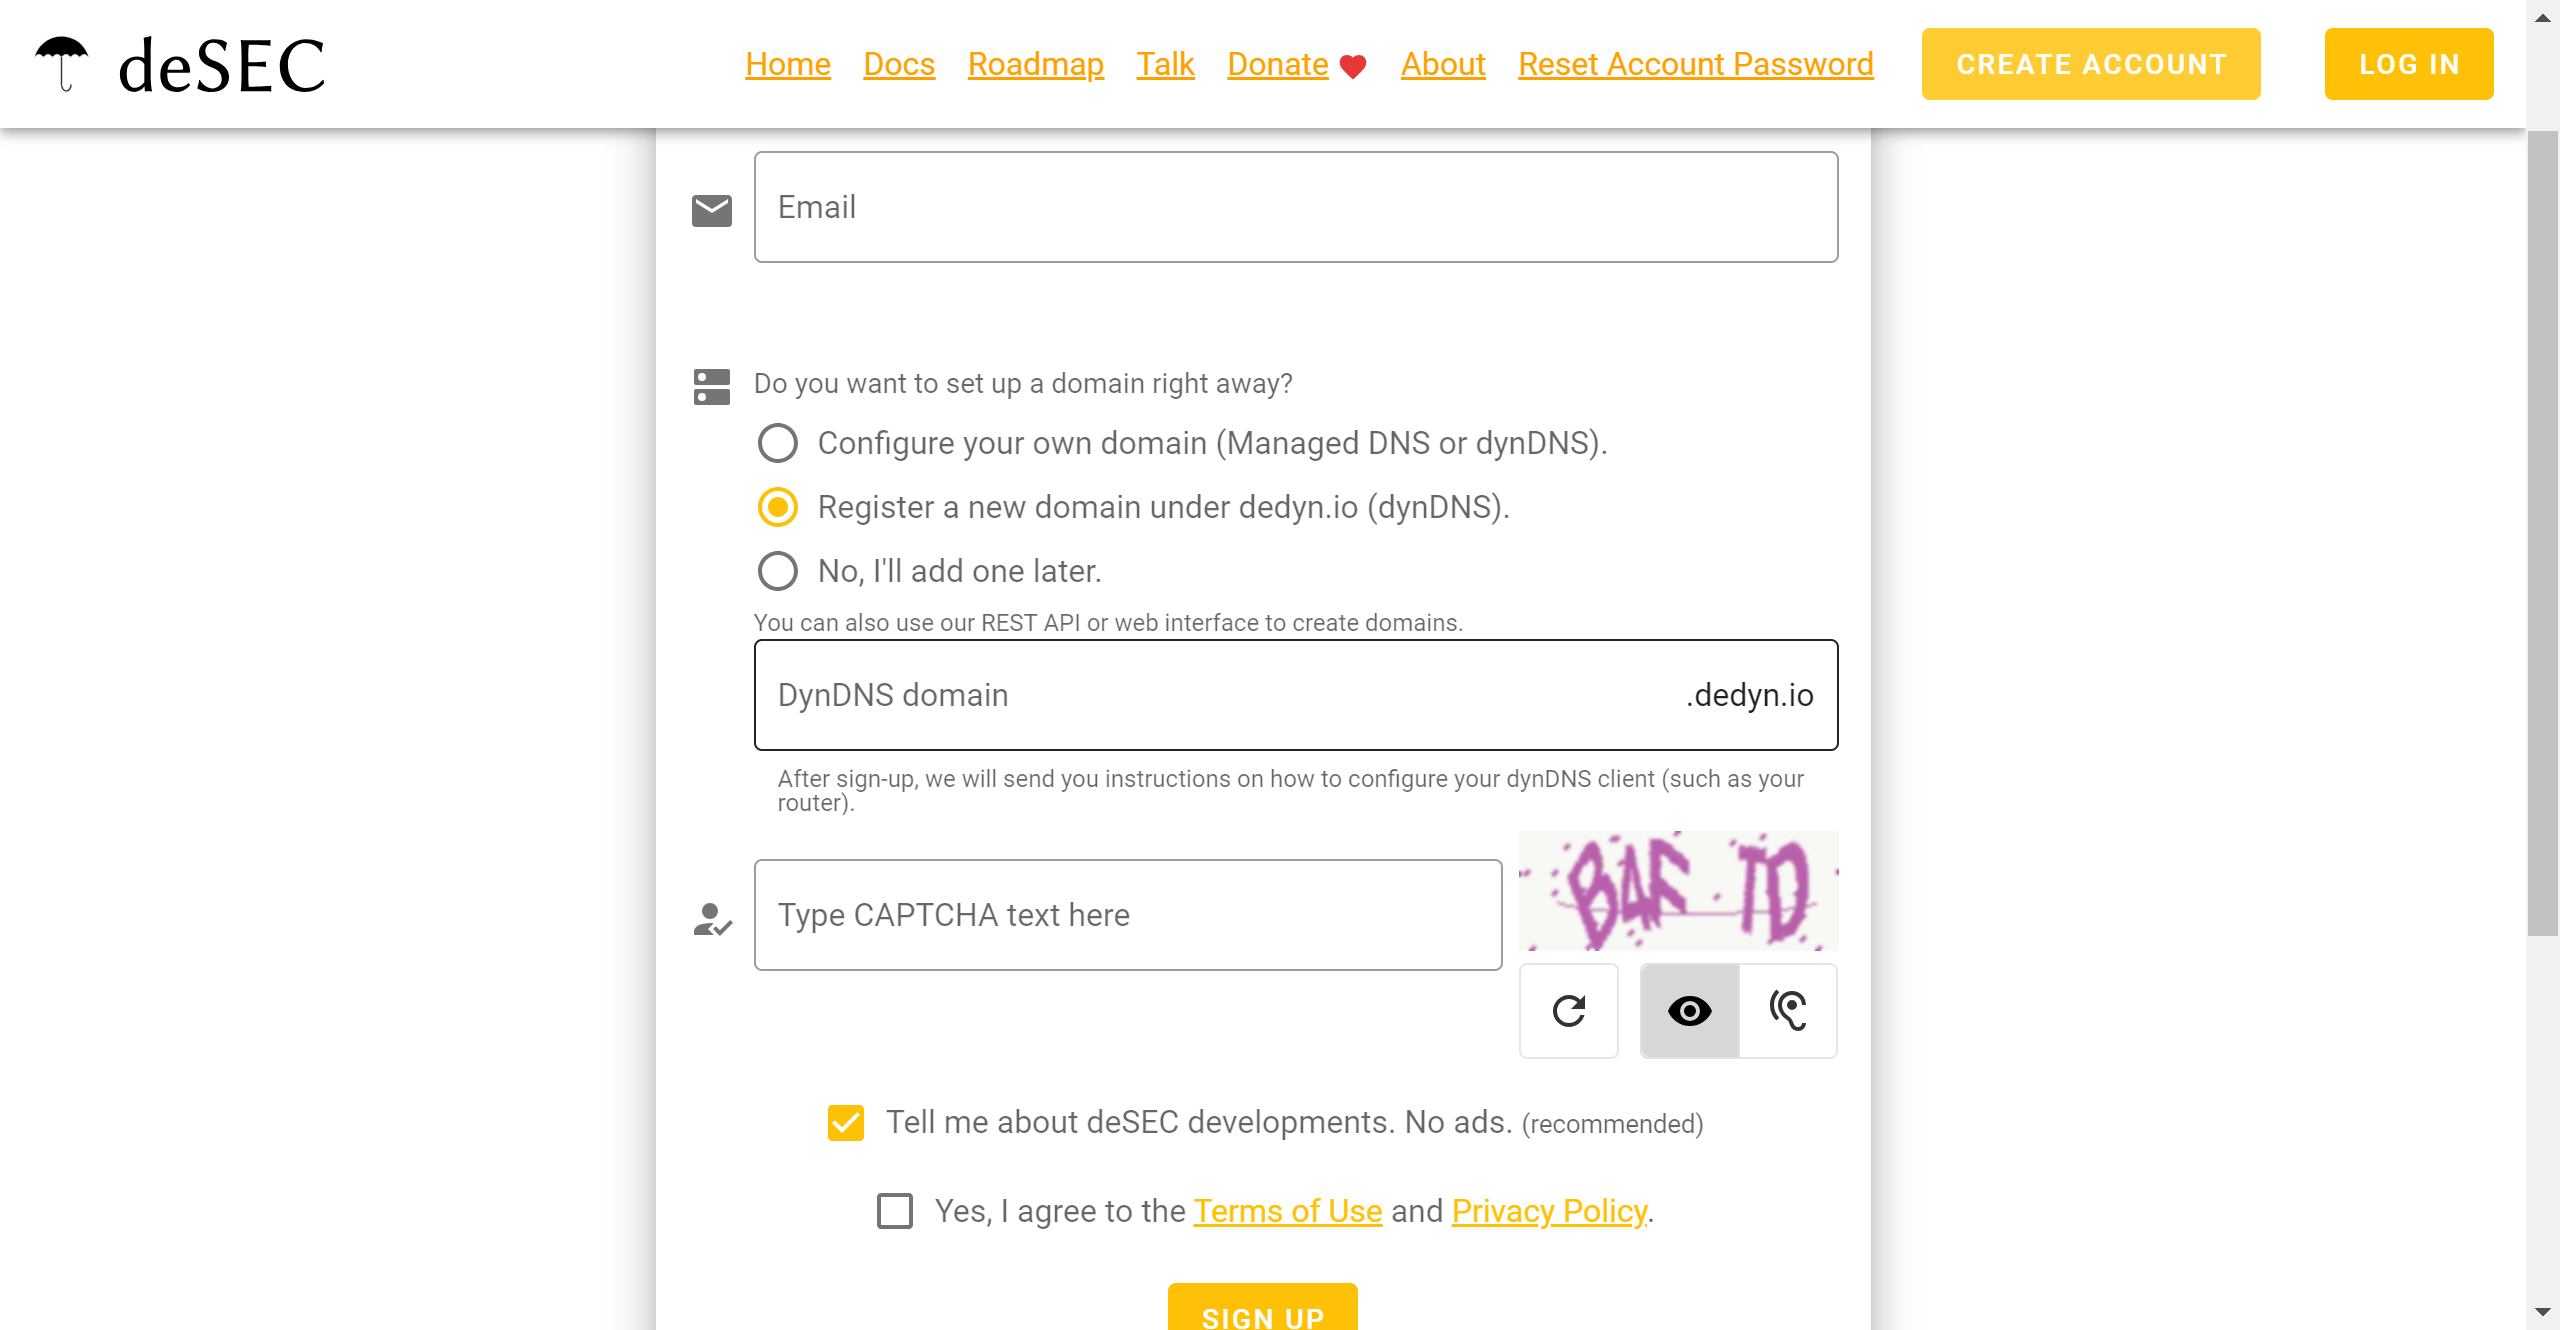 deSEC
Home Docs Roadmap Talk Donate About Reset Account Password CREATE ACCOUNT LOG IN
Email
Do you want to set up a domain right away?
Configure your own domain (Managed DNS or dynDNS).
Register a new domain under dedyn.io (dynDNS).
No, I'll add one later.
You can also use our REST API or web interface to create domains.
DynDNS domain .dedyn.io
After sign-up, we will send you instructions on how to configure your dynDNS client (such as your
router).
Type CAPTCHA text here
Tell me about deSEC developments. No ads. (recommended)
Yes, I agree to the Terms of Use and Privacy Policy.
SIGN UP